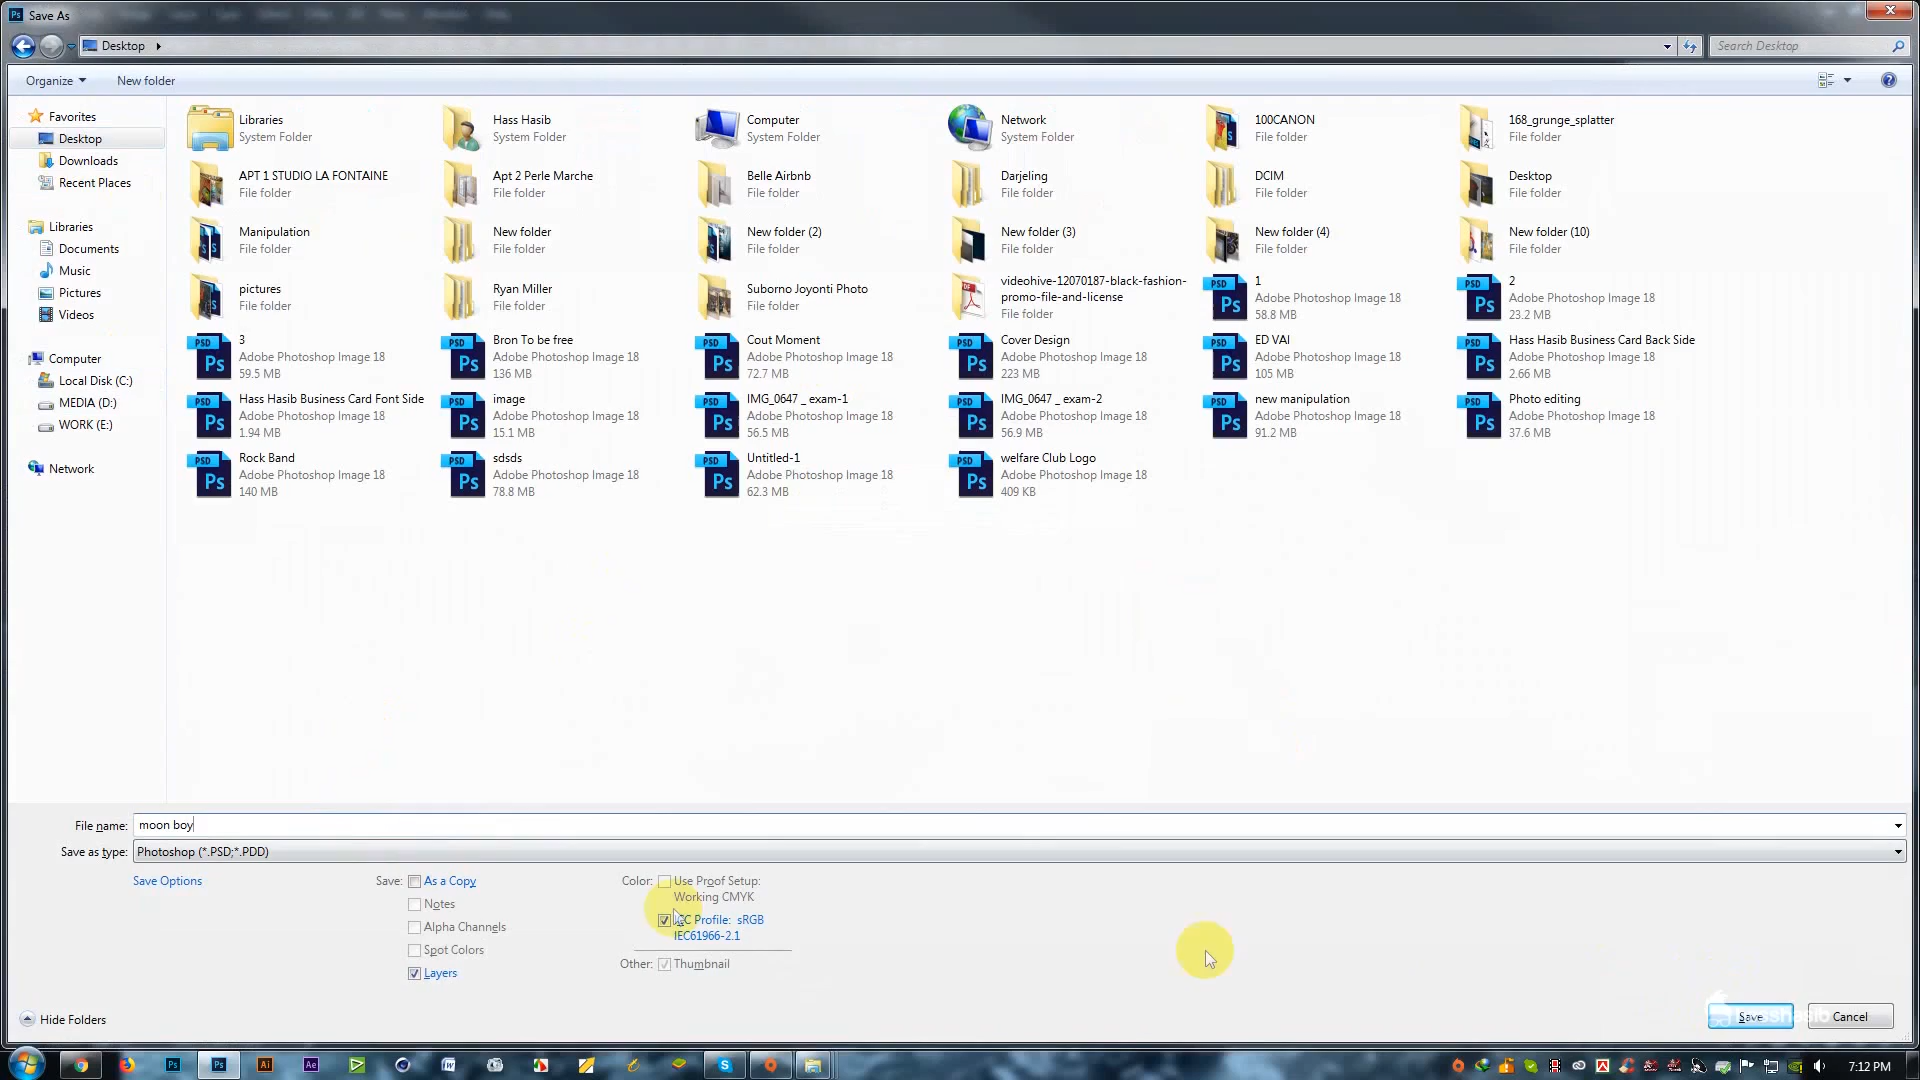 Save As
Desktop
Search Desktop
Organize
New folder
Favorites
Desktop
Downloads
Recent Places
Libraries
Documents
Music
Pictures
Videos
Computer
Local Disk (C:)
MEDIA (D:)
WORK (E:)
Network
Libraries
System Folder
Hass Hasib
System Folder
Computer
System Folder
Network
System Folder
100CANON
File folder
168_grunge_splatter
File folder
APT 1 STUDIO LA FONTAINE
File folder
Apt 2 Perle Marche
File folder
Belle Airbnb
File folder
Darjeling
File folder
DCIM
File folder
Desktop
File folder
Manipulation
File folder
New folder
File folder
New folder (2)
File folder
New folder (3)
File folder
New folder (4)
File folder
New folder (10)
File folder
pictures
File folder
Ryan Miller
File folder
Suborno Joyonti Photo
File folder
videohive-12070187-black-fashion-
promo-file-and-license
File folder
1
Adobe Photoshop Image 18
58.8 MB
2
Adobe Photoshop Image 18
23.2 MB
3
Adobe Photoshop Image 18
59.5 MB
Bron To be free
Adobe Photoshop Image 18
136 MB
Cout Moment
Adobe Photoshop Image 18
72.7 MB
Cover Design
Adobe Photoshop Image 18
223 MB
ED VAI
Adobe Photoshop Image 18
105 MB
Hass Hasib Business Card Back Side
Adobe Photoshop Image 18
2.66 MB
Hass Hasib Business Card Font Side
Adobe Photoshop Image 18
1.94 MB
image
Adobe Photoshop Image 18
15.1 MB
IMG_0647 _ exam-1
Adobe Photoshop Image 18
56.5 MB
IMG_0647 _ exam-2
Adobe Photoshop Image 18
56.9 MB
new manipulation
Adobe Photoshop Image 18
91.2 MB
Photo editing
Adobe Photoshop Image 18
37.6 MB
Rock Band
Adobe Photoshop Image 18
140 MB
sdsds
Adobe Photoshop Image 18
78.8 MB
Untitled-1
Adobe Photoshop Image 18
62.3 MB
welfare Club Logo
Adobe Photoshop Image 18
409 KB
File name: moon boy
Save as type: Photoshop (*.PSD;*.PDD)
Save Options
Save: As a Copy
Notes
Alpha Channels
Spot Colors
Layers
Color: Use Proof Setup:
Working CMYK
Profile: sRGB
IEC61966-2.1
Other: Thumbnail
Hide Folders
Save
Cancel
7:12 PM